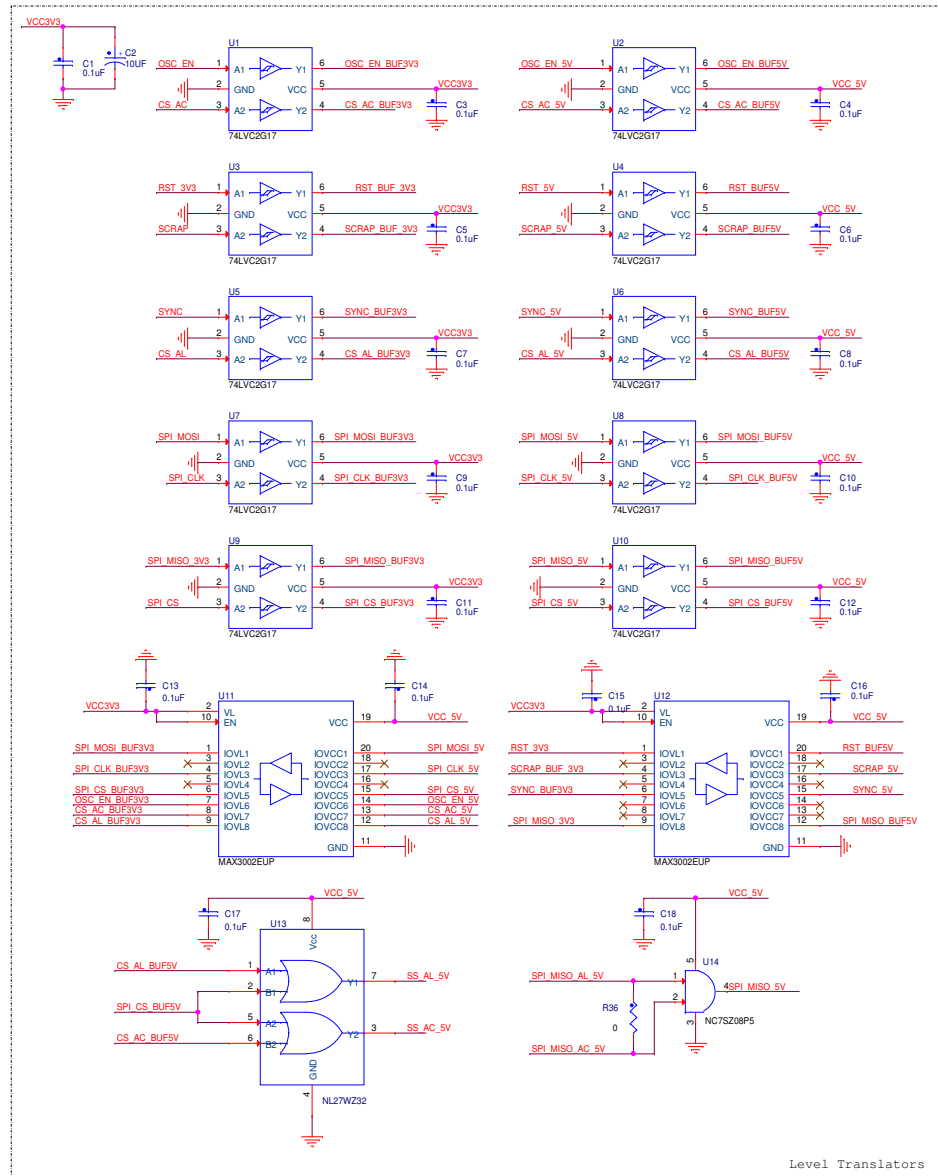 VCC3V3
C1
0.1uF
C2
10UF
+
U1
OSC_EN 1 A1 Y1 6 OSC_EN_BUF3V3
2 GND VCC 5 VCC3V3
CS_AC 3 A2 Y2 4 CS_AC_BUF3V3
74LVC2G17
C3
0.1uF
U2
OSC_EN_5V 1 A1 Y1 6 OSC_EN_BUF5V
2 GND VCC 5 VCC_5V
CS_AC_5V 3 A2 Y2 4 CS_AC_BUF5V
74LVC2G17
C4
0.1uF
U3
RST_3V3 1 A1 Y1 6 RST_BUF_3V3
2 GND VCC 5 VCC3V3
SCRAP 3 A2 Y2 4 SCRAP_BUF_3V3
74LVC2G17
C5
0.1uF
U4
RST_5V 1 A1 Y1 6 RST_BUF5V
2 GND VCC 5 VCC_5V
SCRAP_5V 3 A2 Y2 4 SCRAP_BUF5V
74LVC2G17
C6
0.1uF
U5
SYNC 1 A1 Y1 6 SYNC_BUF3V3
2 GND VCC 5 VCC3V3
CS_AL 3 A2 Y2 4 CS_AL_BUF3V3
74LVC2G17
C7
0.1uF
U6
SYNC_5V 1 A1 Y1 6 SYNC_BUF5V
2 GND VCC 5 VCC_5V
CS_AL_5V 3 A2 Y2 4 CS_AL_BUF5V
74LVC2G17
C8
0.1uF
U7
SPI_MOSI 1 A1 Y1 6 SPI_MOSI_BUF3V3
2 GND VCC 5 VCC3V3
SPI_CLK 3 A2 Y2 4 SPI_CLK_BUF3V3
74LVC2G17
C9
0.1uF
U8
SPI_MOSI_5V 1 A1 Y1 6 SPI_MOSI_BUF5V
2 GND VCC 5 VCC_5V
SPI_CLK_5V 3 A2 Y2 4 SPI_CLK_BUF5V
74LVC2G17
C10
0.1uF
U9
SPI_MISO_3V3 1 A1 Y1 6 SPI_MISO_BUF3V3
2 GND VCC 5 VCC3V3
SPI_CS 3 A2 Y2 4 SPI_CS_BUF3V3
74LVC2G17
C11
0.1uF
U10
SPI_MISO_5V 1 A1 Y1 6 SPI_MISO_BUF5V
2 GND VCC 5 VCC_5V
SPI_CS_5V 3 A2 Y2 4 SPI_CS_BUF5V
74LVC2G17
C12
0.1uF
C13
0.1uF
C14
0.1uF
U11
VCC3V3 2 VL
10 EN VCC 19 VCC_5V
SPI_MOSI_BUF3V3 1 IOVL1 IOVCC1 20 SPI_MOSI_5V
3 IOVL2 IOVCC2 18
SPI_CLK_BUF3V3 4 IOVL3 IOVCC3 17 SPI_CLK_5V
5 IOVL4 IOVCC4 16
SPI_CS_BUF3V3 6 IOVL5 IOVCC5 15 SPI_CS_5V
OSC_EN_BUF3V3 7 IOVL6 IOVCC6 14 OSC_EN_5V
CS_AC_BUF3V3 8 IOVL7 IOVCC7 13 CS_AC_5V
CS_AL_BUF3V3 9 IOVL8 IOVCC8 12 CS_AL_5V
GND 11
MAX3002EUP
C15
0.1uF
C16
0.1uF
U12
VCC3V3 2 VL
10 EN VCC 19 VCC_5V
RST_3V3 1 IOVL1 IOVCC1 20 RST_BUF5V
3 IOVL2 IOVCC2 18
SCRAP_BUF_3V3 4 IOVL3 IOVCC3 17 SCRAP_5V
5 IOVL4 IOVCC4 16
SYNC_BUF3V3 6 IOVL5 IOVCC5 15 SYNC_5V
7 IOVL6 IOVCC6 14
8 IOVL7 IOVCC7 13
SPI_MISO_3V3 9 IOVL8 IOVCC8 12 SPI_MISO_BUF5V
GND 11
MAX3002EUP
VCC_5V
C17
0.1uF
U13
8
Vcc
CS_AL_BUF5V 1 A1
2 B1 Y1 7 SS_AL_5V
SPI_CS_BUF5V
5 A2
CS_AC_BUF5V 6 B2 Y2 3 SS_AC_5V
GND
4
NL27WZ32
VCC_5V
C18
0.1uF
5
U14
SPI_MISO_AL_5V 1
2
4 SPI_MISO_5V
R36
0
3
NC7SZ08P5
SPI_MISO_AC_5V
Level Translators